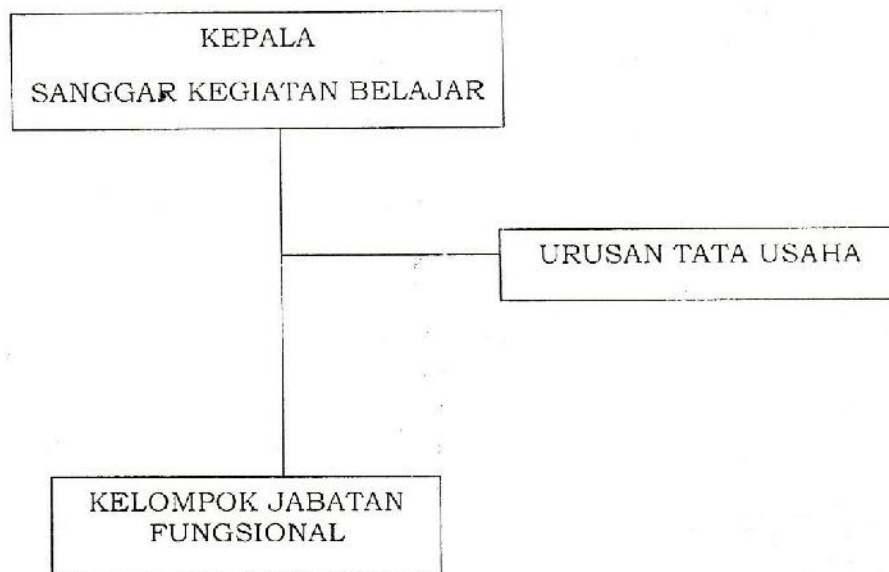 KEPALA
SANGGAR KEGIATAN BELAJAR
URUSAN TATA USAHA
KELOMPOK JABATAN
FUNGSIONAL